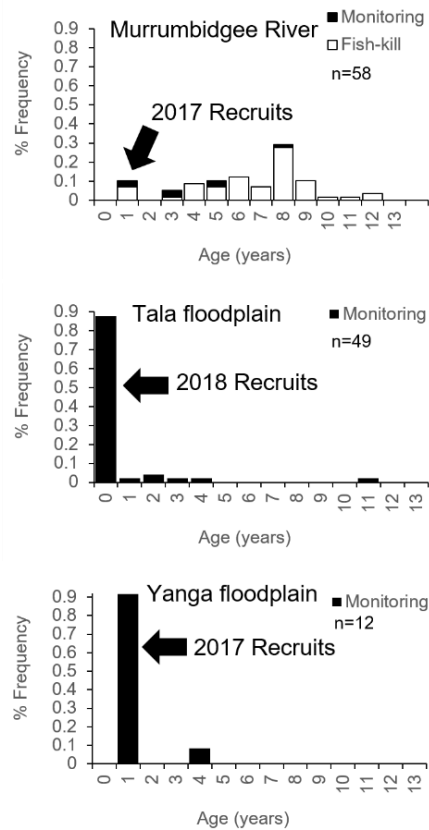 Murrumbidgee River
Monitoring
Fish-kill
n=58
2017 Recruits
% Frequency
0.9
0.8
0.7
0.6
0.5
0.4
0.3
0.2
0.1
0
0 1 2 3 4 5 6 7 8 9 10 11 12 13
Age (years)
Tala floodplain
Monitoring
n=49
2018 Recruits
% Frequency
0.9
0.8
0.7
0.6
0.5
0.4
0.3
0.2
0.1
0
0 1 2 3 4 5 6 7 8 9 10 11 12 13
Age (years)
Yanga floodplain
Monitoring
n=12
2017 Recruits
% Frequency
0.9
0.8
0.7
0.6
0.5
0.4
0.3
0.2
0.1
0
0 1 2 3 4 5 6 7 8 9 10 11 12 13
Age (years)